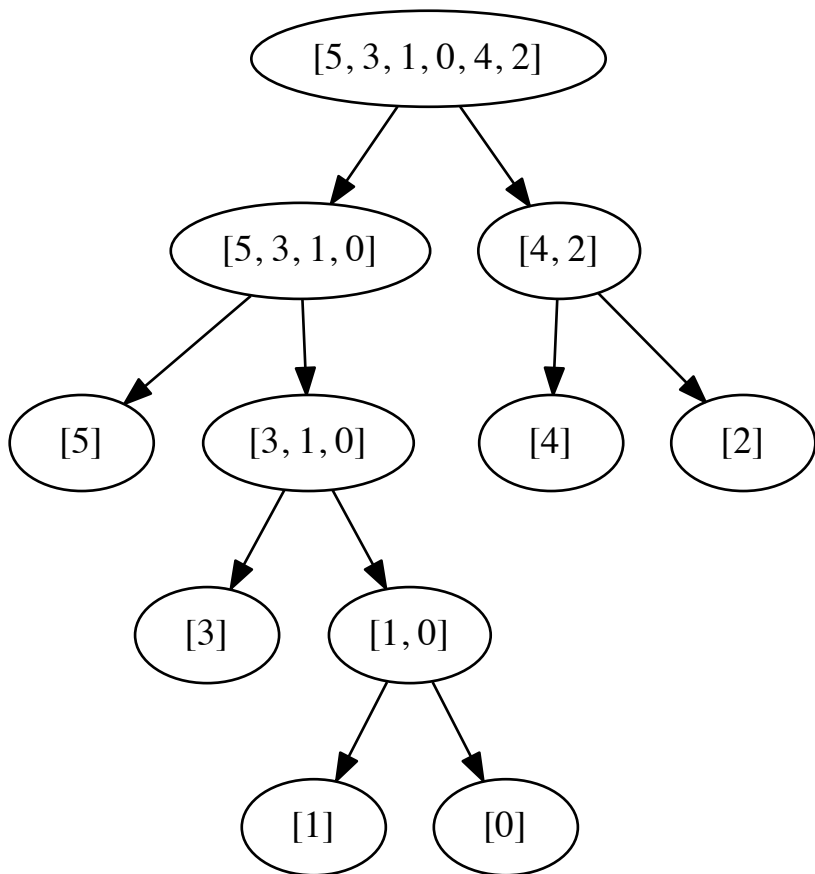 [5, 3, 1, 0, 4, 2]
[5, 3, 1, 0]
[4, 2]
[5]
[3, 1, 0]
[4]
[2]
[3]
[1, 0]
[1]
[0]